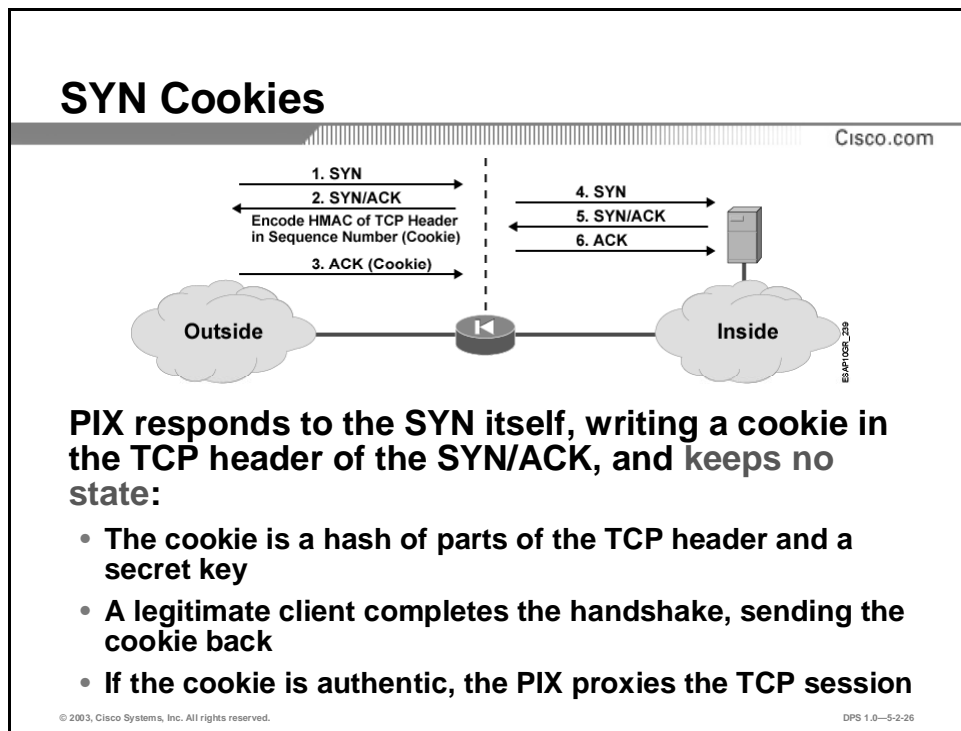 SYN Cookies
Cisco.com
1. SYN
2. SYN/ACK
Encode HMAC of TCP Header
in Sequence Number (Cookie)
3. ACK (Cookie)
4. SYN
5. SYN/ACK
6. ACK
Outside
Inside
ESAP10GR_239
PIX responds to the SYN itself, writing a cookie in
the TCP header of the SYN/ACK, and keeps no
state:
• The cookie is a hash of parts of the TCP header and a
secret key
• A legitimate client completes the handshake, sending the
cookie back
• If the cookie is authentic, the PIX proxies the TCP session
© 2003, Cisco Systems, Inc. All rights reserved.
DPS 1.0—5-2-26